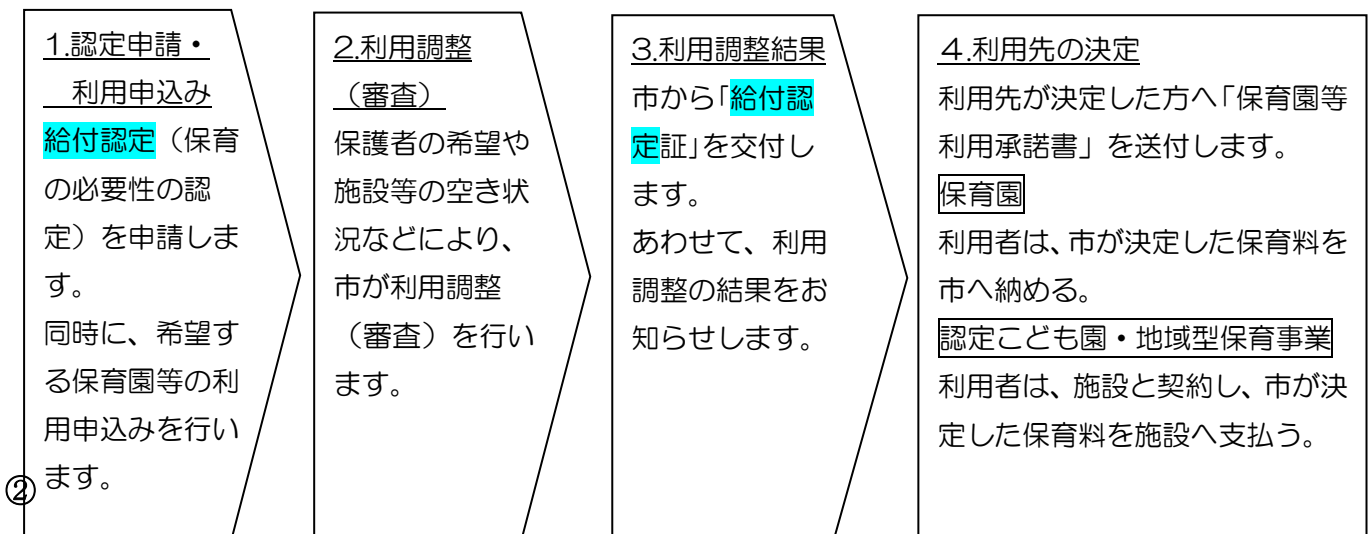 1.認定申請・
利用申込み
給付認定（保育
の必要性の認
定）を申請しま
す。
同時に、希望す
る保育園等の利
用申込みを行い
ます。
②
2.利用調整
（審査）
保護者の希望や
施設等の空き状
況などにより、
市が利用調整
（審査）を行い
ます。
3.利用調整結果
市から「給付認
定証」を交付し
ます。
あわせて、利用
調整の結果をお
知らせします。
４.利用先の決定
利用先が決定した方へ「保育園等
利用承諾書」を送付します。
保育園
利用者は、市が決定した保育料を
市へ納める。
認定こども園・地域型保育事業
利用者は、施設と契約し、市が決
定した保育料を施設へ支払う。